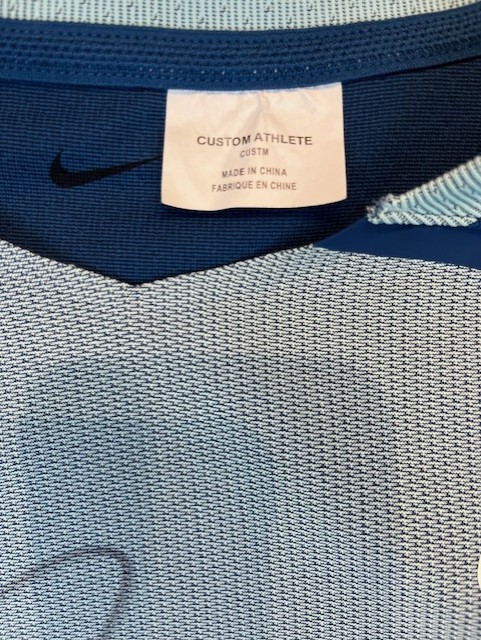 CUSTOM ATHLETE
CUSTM
MADE IN CHINA
FABRIQUE EN CHINE